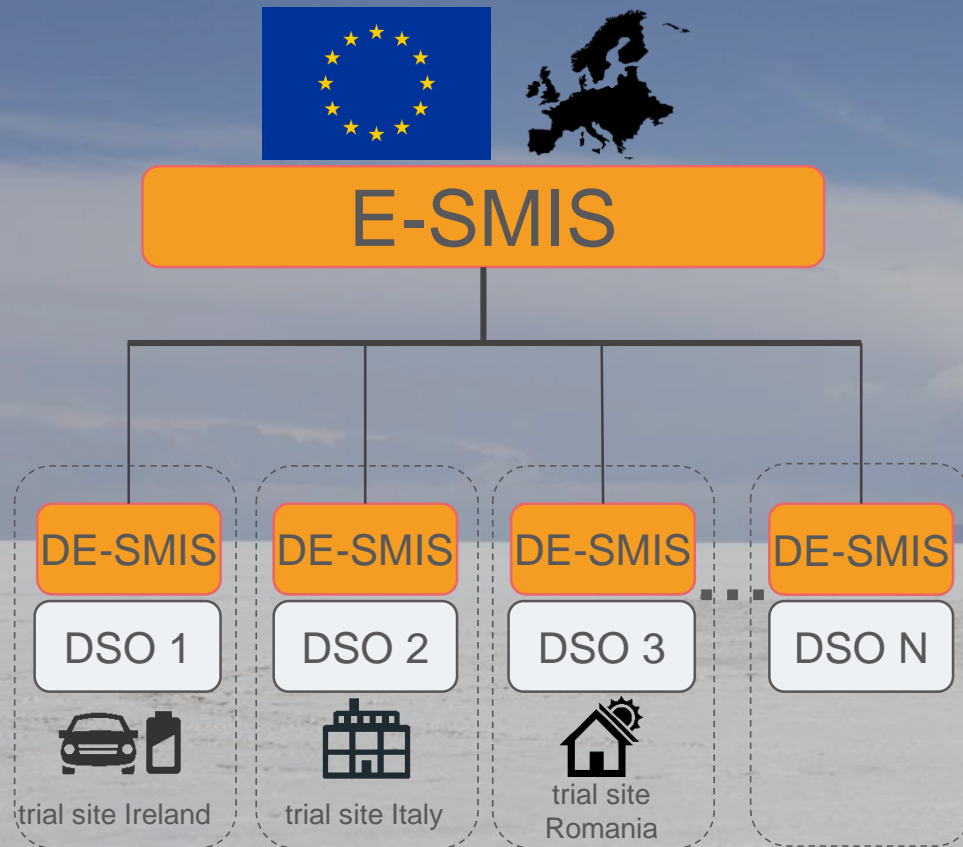 E-SMIS
DE-SMIS
DE-SMIS
DE-SMIS
...
DE-SMIS
DSO 1
DSO 2
DSO 3
DSO N
trial site Ireland
trial site Italy
trial site
Romania